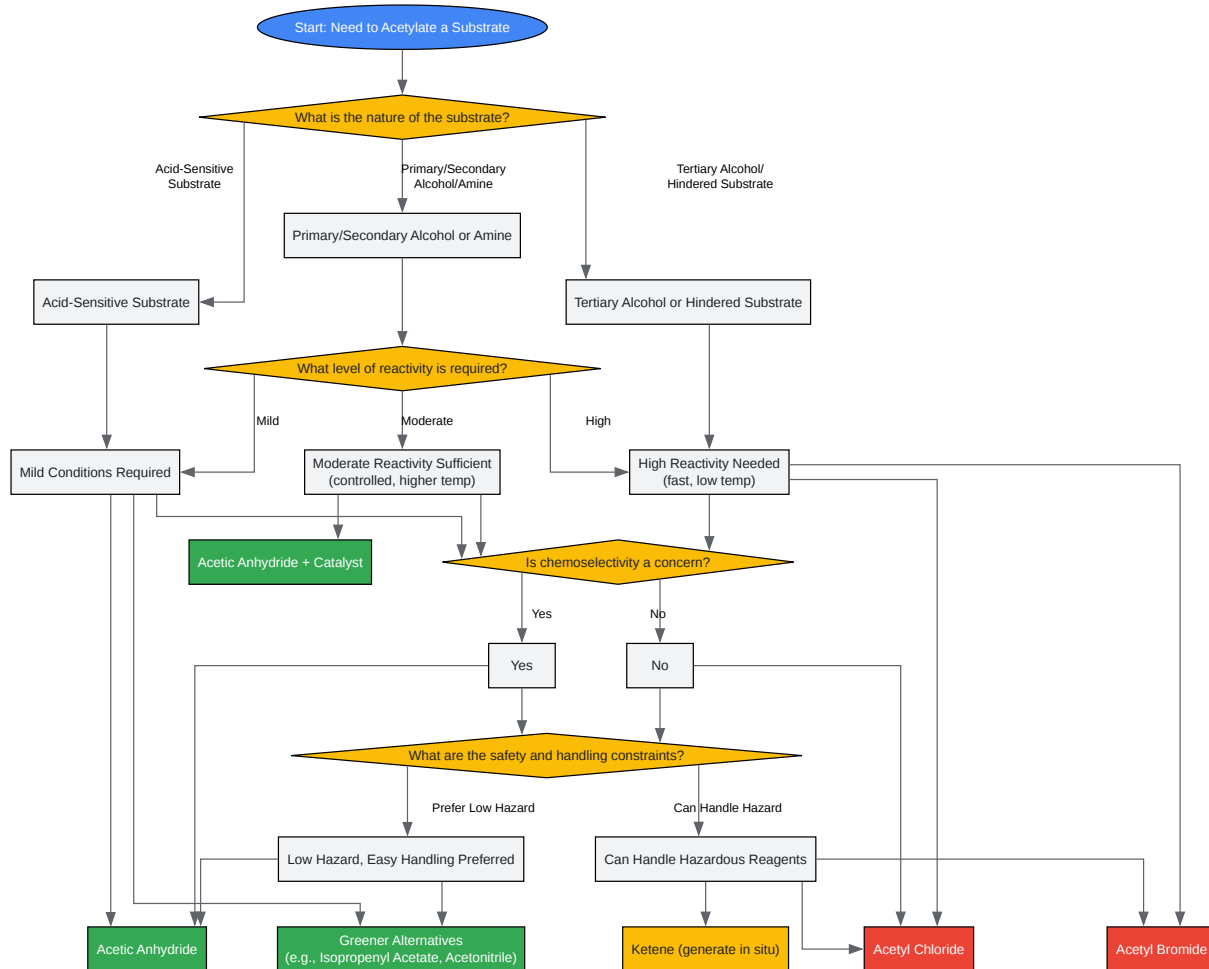 Start: Need to Acetylate a Substrate
What is the nature of the substrate?
Acid-Sensitive
Substrate
Primary/Secondary
Alcohol/Amine
Tertiary Alcohol/
Hindered Substrate
Primary/Secondary Alcohol or Amine
Acid-Sensitive Substrate
Tertiary Alcohol or Hindered Substrate
What level of reactivity is required?
Mild
Moderate
High
Mild Conditions Required
Moderate Reactivity Sufficient
(controlled, higher temp)
High Reactivity Needed
(fast, low temp)
Acetic Anhydride + Catalyst
Is chemoselectivity a concern?
Yes
No
Yes
No
What are the safety and handling constraints?
Prefer Low Hazard
Can Handle Hazard
Low Hazard, Easy Handling Preferred
Can Handle Hazardous Reagents
Acetic Anhydride
Greener Alternatives
(e.g., Isopropenyl Acetate, Acetonitrile)
Ketene (generate in situ)
Acetyl Chloride
Acetyl Bromide